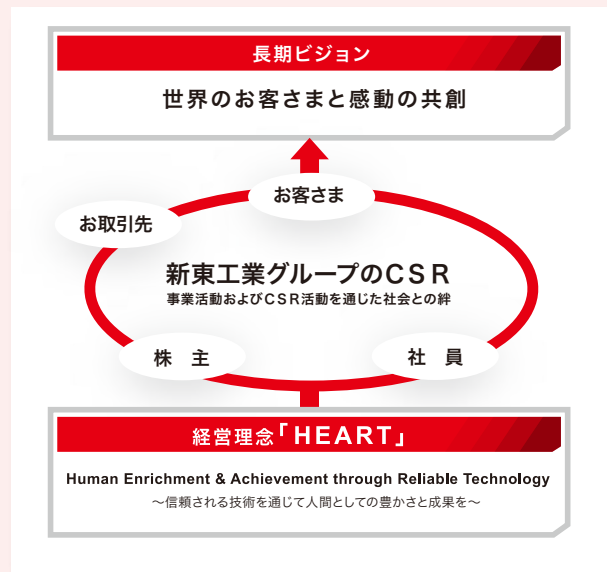 長期ビジョン
世界のお客さまと感動の共創
お客さま
お取引先
新東工業グループのCSR
事業活動およびCSR活動を通じた社会との絆
株 主
社 員
経営理念「HEART」
Human Enrichment & Achievement through Reliable Technology
～信頼される技術を通じて人間としての豊かさと成果を～